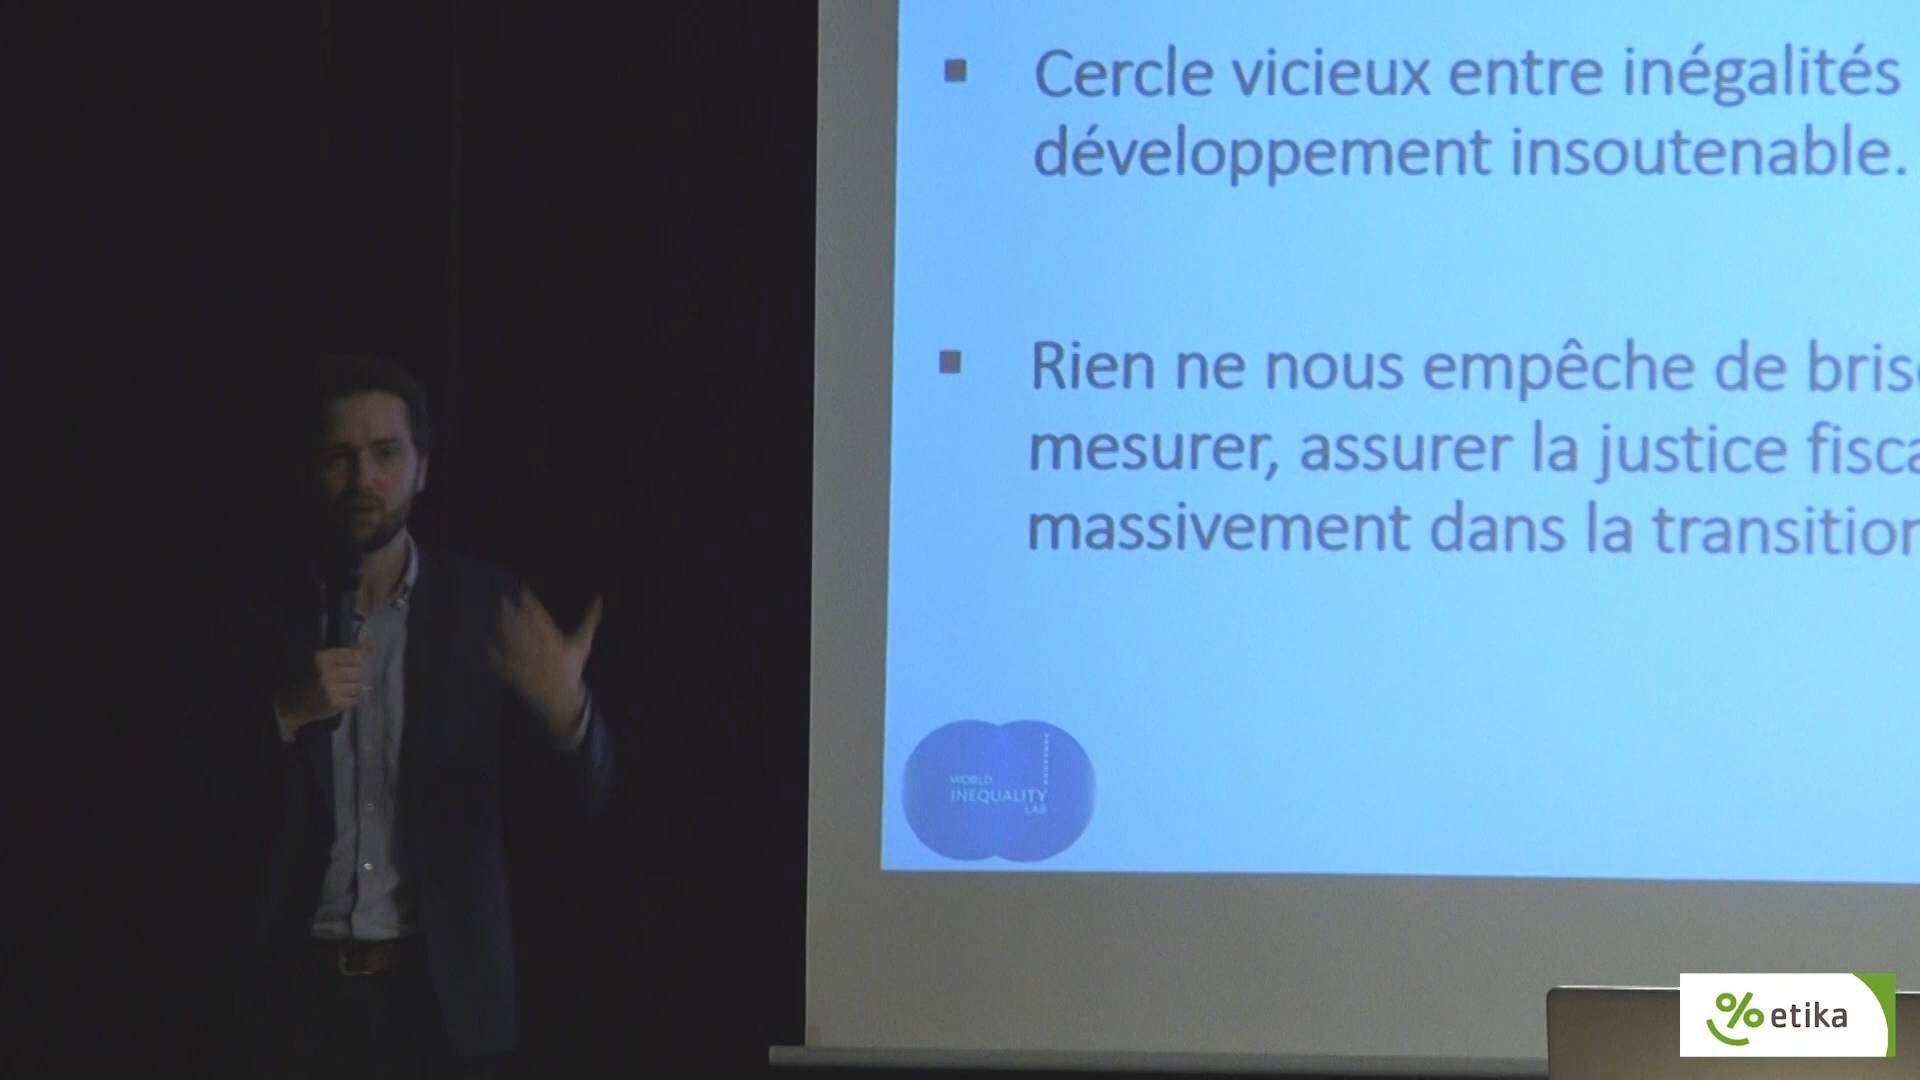 Cercle vicieux entre inégalités
développement insoutenable.
Rien ne nous empêche de
mesurer, assurer la justice
massivement dans la
WORLD
INEQUALITY
LAB
% etika